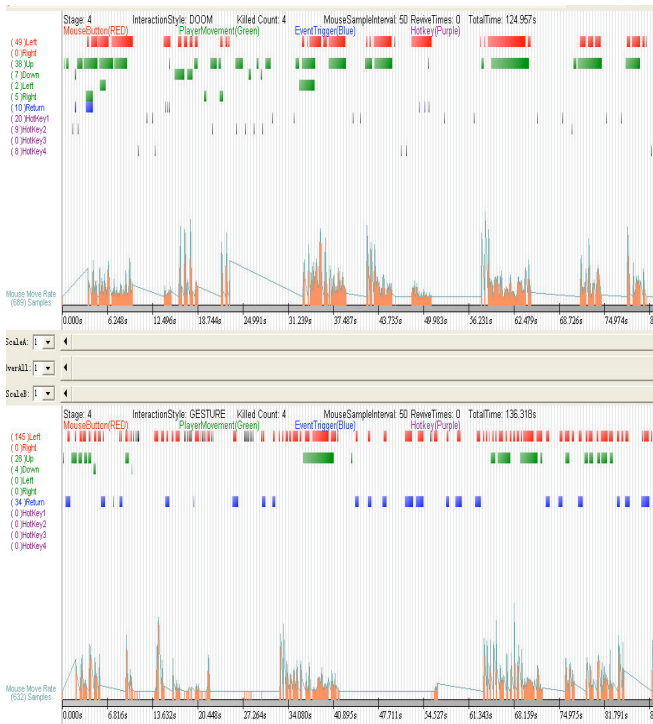 Stage: 4 InteractionStyle: DOOM Killed Count: 4 MouseSampleInterval: 50 ReviveTimes: 0 TotalTime: 124.957s
MouseButton(RED) PlayerMovement(Green) EventTrigger(Blue) Hotkey(Purple)
( 49 )Left
( 0 )Right
( 38 )Up
( 7 )Down
( 2 )Left
( 5 )Right
( 10 )Return
( 20 )HotKey1
( 9 )HotKey2
( 0 )HotKey3
( 8 )HotKey4
Mouse Move Rate
(689) Samples
0.000s 6.248s 12.496s 18.744s 24.991s 31.239s 37.487s 43.735s 49.983s 56.231s 62.479s 68.726s 74.974s 8
ScaleA: 1
OverAll: 1
ScaleB: 1
Stage: 4 InteractionStyle: GESTURE Killed Count: 4 MouseSampleInterval: 50 ReviveTimes: 0 TotalTime: 136.318s
MouseButton(RED) PlayerMovement(Green) EventTrigger(Blue) Hotkey(Purple)
( 145 )Left
( 0 )Right
( 28 )Up
( 4 )Down
( 0 )Left
( 0 )Right
( 34 )Return
( 0 )HotKey1
( 0 )HotKey2
( 0 )HotKey3
( 0 )HotKey4
Mouse Move Rate
(632) Samples
0.000s 6.816s 13.632s 20.448s 27.264s 34.080s 40.895s 47.711s 54.527s 61.343s 68.159s 74.975s 81.791s